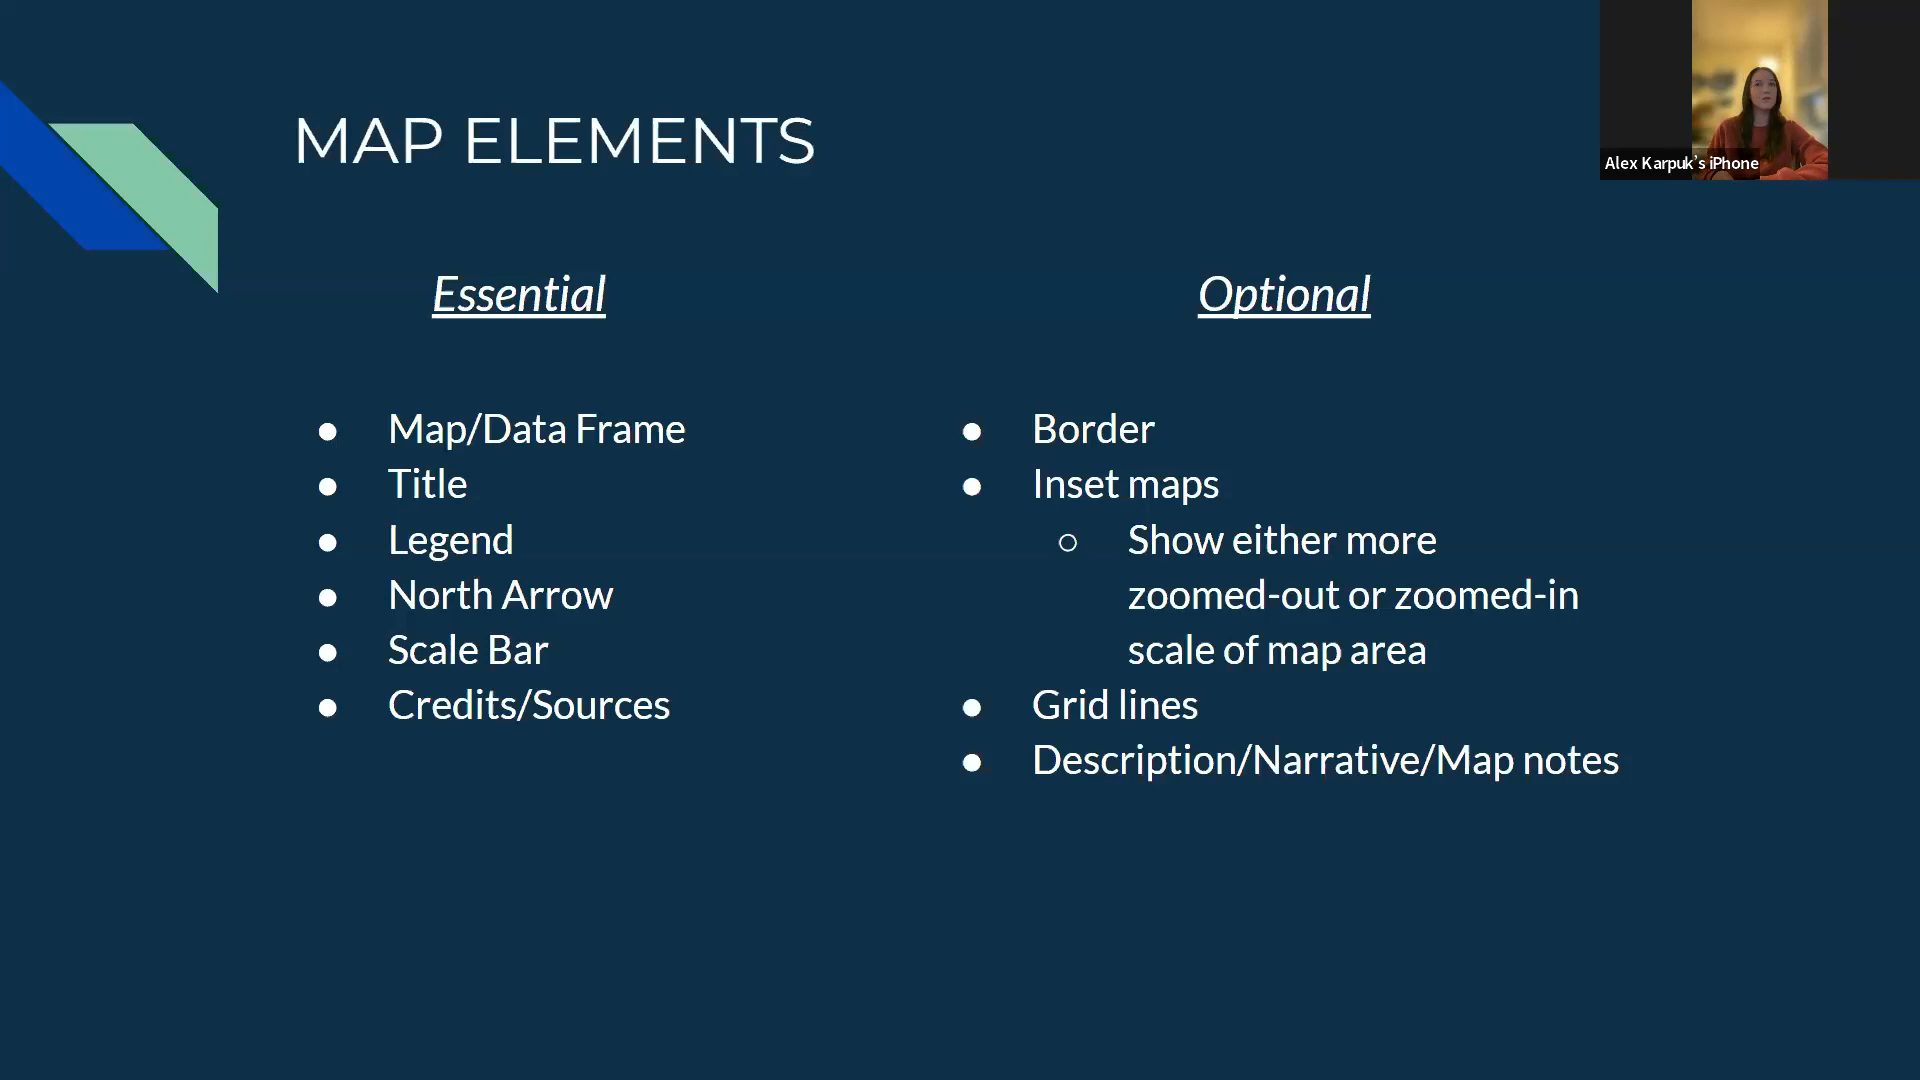 MAP ELEMENTS
Alex Karpuk's iPhone
Essential
● Map/Data Frame
● Title
● Legend
● North Arrow
● Scale Bar
● Credits/Sources
Optional
● Border
● Inset maps
○ Show either more
zoomed-out or zoomed-in
scale of map area
● Grid lines
● Description/Narrative/Map notes